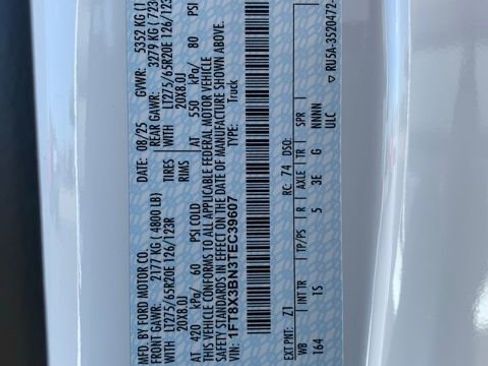 MFD. BY FORD MOTOR CO.
DATE: 08/25 GVWR: 5352 KG (1
FRONT GAWR: 2177 KG ( 4800 LB) REAR GAWR: 3279 KG (723
WITH LT275/65R20E 126/123R TIRES WITH LT275/65R20E 126/123
20X8.0J RIMS 20X8.0J
AT 420 kPa/ 60 PSI COLD AT 550 kPa/ 80 PSI
THIS VEHICLE CONFORMS TO ALL APPLICABLE FEDERAL MOTOR VEHICLE
SAFETY STANDARDS IN EFFECT ON THE DATE OF MANUFACTURE SHOWN ABOVE.
VIN: 1FT8X3BN3TEC39607 TYPE: Truck
EXT PNT: Z1 RC: 74 DSO:
WB INT TR TP/PS R AXLE TR SPR
164 1S 5 3E G NNNN
ULC
RU5A-3520472-